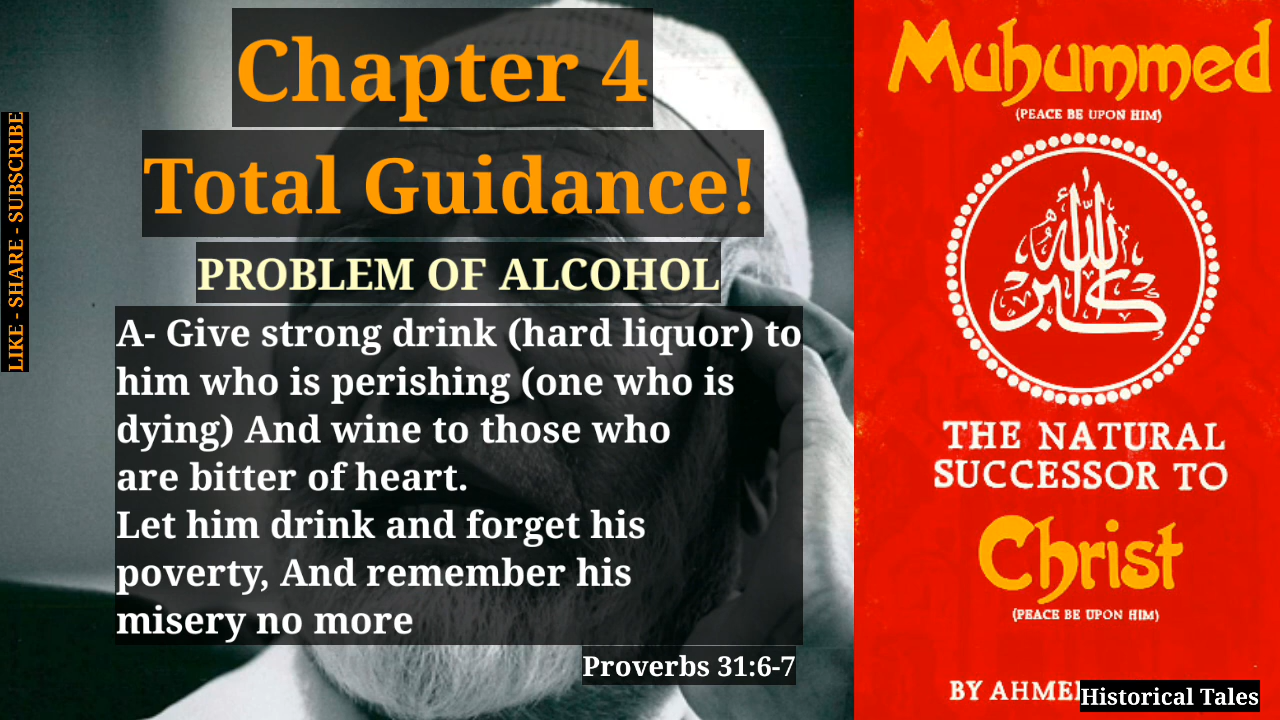 LIKE - SHARE - SUBSCRIBE
Chapter 4
Total Guidance!
PROBLEM OF ALCOHOL
A- Give strong drink (hard liquor) to
him who is perishing (one who is
dying) And wine to those who
are bitter of heart.
Let him drink and forget his
poverty, And remember his
misery no more
Proverbs 31:6-7
Muhummed
(PEACE BE UPON HIM)
الله
اكبر
THE NATURAL
SUCCESSOR TO
Christ
(PEACE BE UPON HIM)
BY
Historical Tales